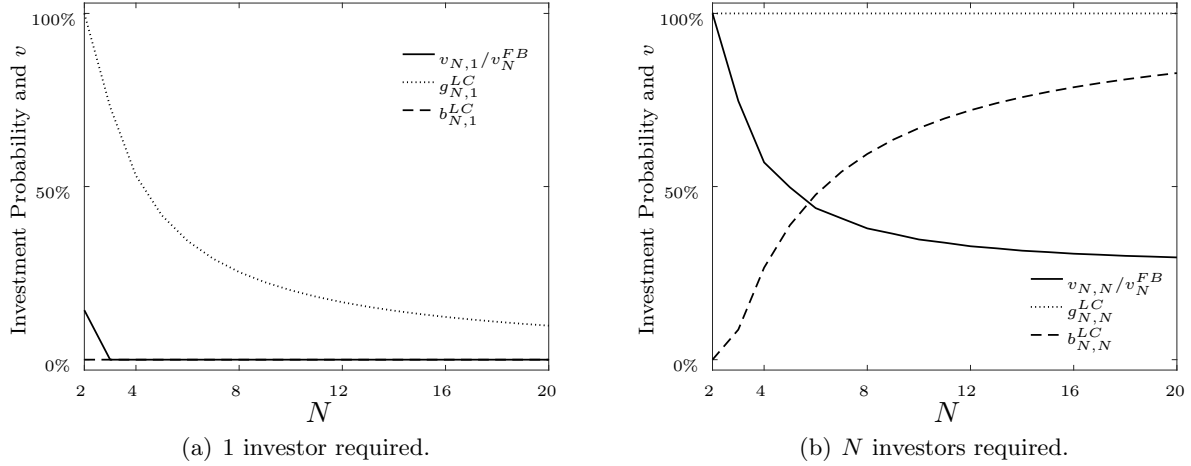 Investment Probability and v
100%
50%
0%
v_{N,1}/v_N^{FB}
g_{N,1}^{LC}
b_{N,1}^{LC}
2 4 8 12 16 20
N
(a) 1 investor required.
Investment Probability and v
100%
50%
0%
v_{N,N}/v_N^{FB}
g_{N,N}^{LC}
b_{N,N}^{LC}
2 4 8 12 16 20
N
(b) N investors required.